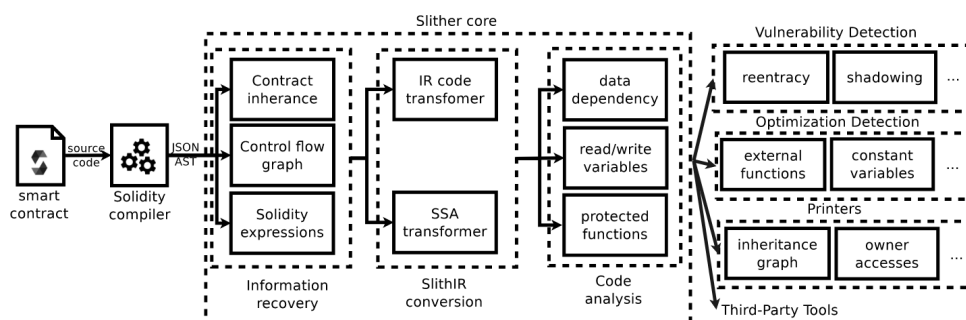 Slither core
Vulnerability Detection
reentracy
shadowing
...
Optimization Detection
external
functions
constant
variables
...
Printers
inheritance
graph
owner
accesses
...
Third-Party Tools
smart
contract
source
code
Solidity
compiler
JSON
AST
Contract
inherance
Control flow
graph
Solidity
expressions
Information
recovery
IR code
transfomer
SSA
transformer
SlithIR
conversion
data
dependency
read/write
variables
protected
functions
Code
analysis